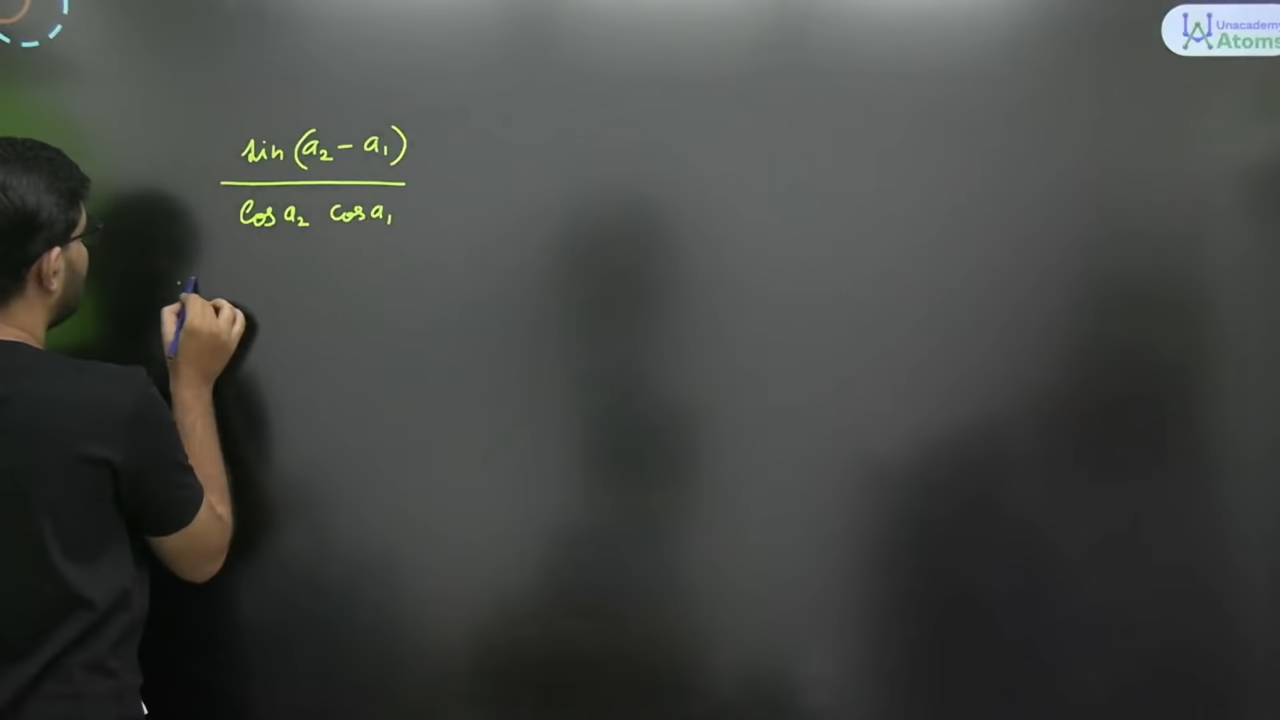 Unacademy
Atoms
sin (a₂ - a₁)
cos a₂ cos a₁